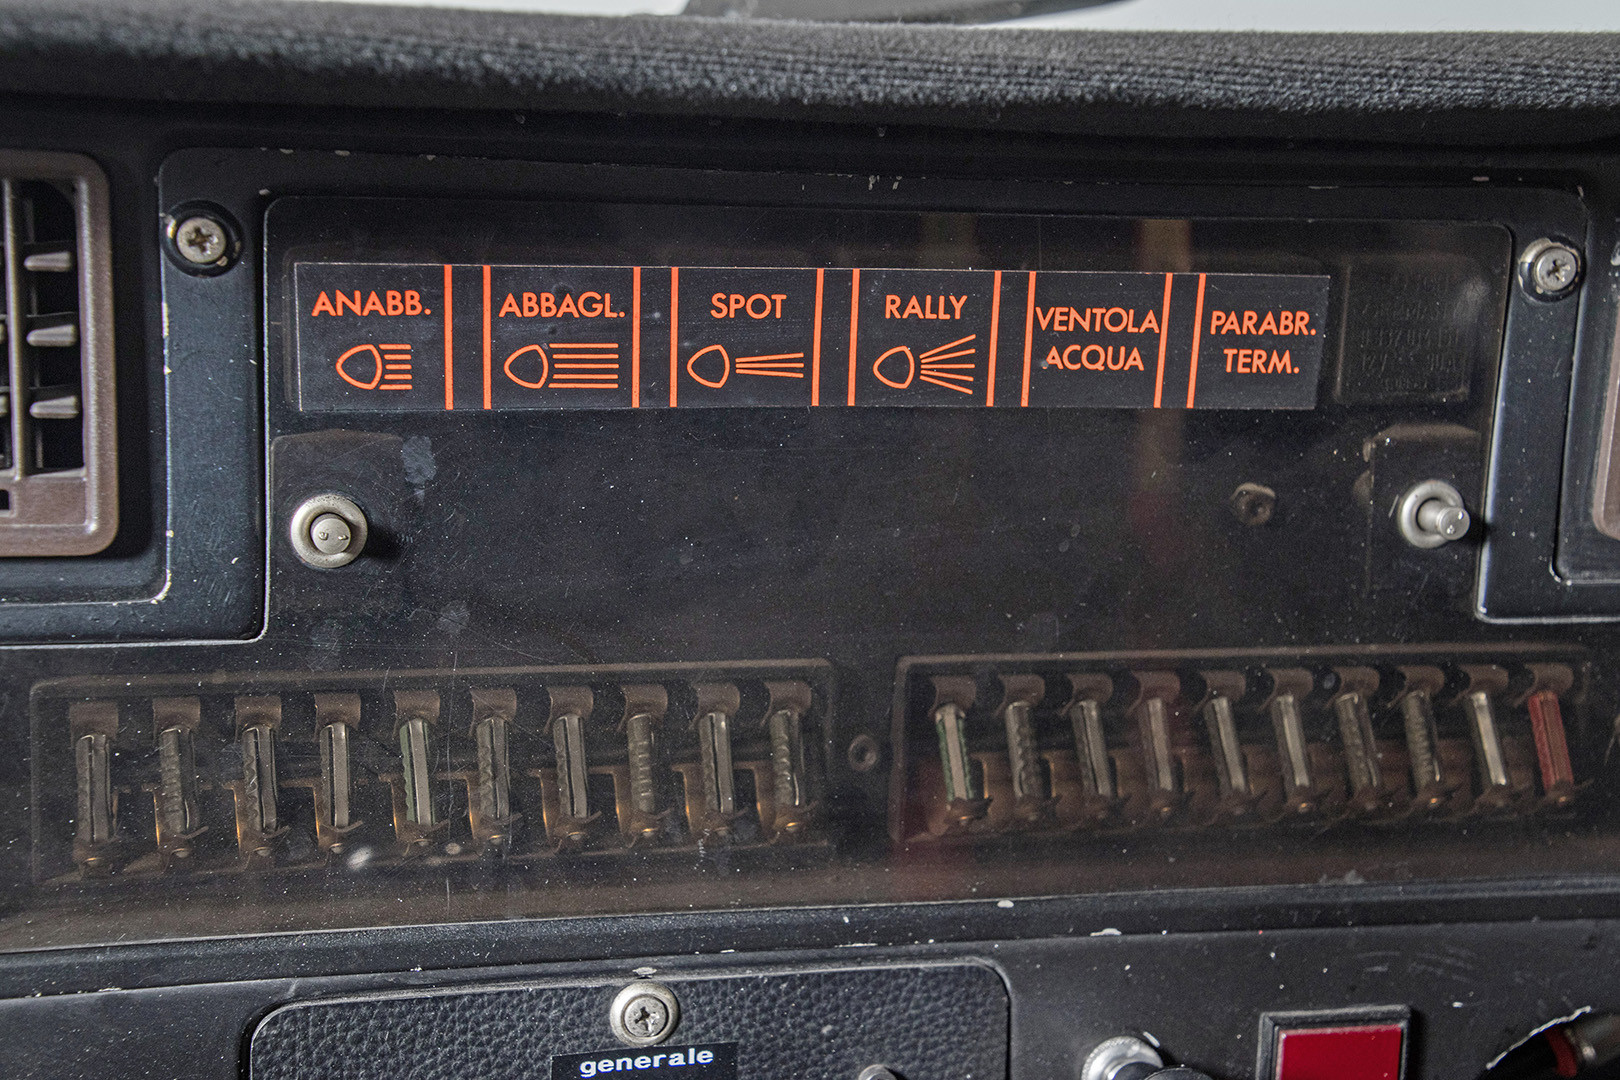 ANABB.
ABBAGL.
SPOT
RALLY
VENTOLA
ACQUA
PARABR.
TERM.
generale